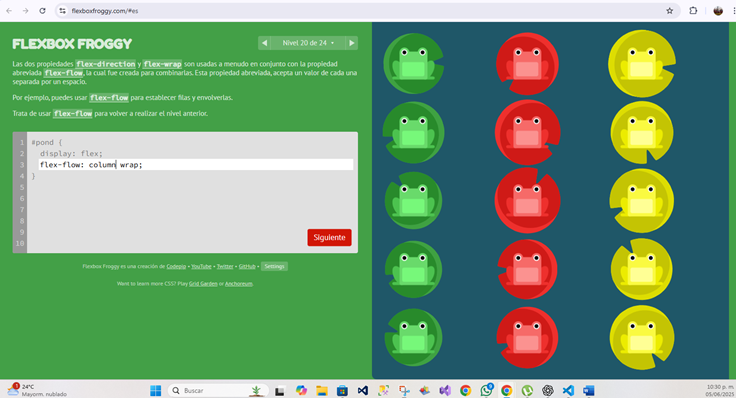 flexboxfroggy.com/#es
FLEXBOX FROGGY
Nivel 20 de 24
Las dos propiedades flex-direction y flex-wrap son usadas a menudo en conjunto con la propiedad
abreviada flex-flow, la cual fue creada para combinarlas. Esta propiedad abreviada, acepta un valor de cada una
separada por un espacio.
Por ejemplo, puedes usar flex-flow para establecer filas y envolverlas.
Trata de usar flex-flow para volver a realizar el nivel anterior.
1 #pond {
2 display: flex;
3 flex-flow: column wrap;
4 }
5
6
7
8
9
10
Siguiente
Flexbox Froggy es una creación de Codepip • YouTube • Twitter • GitHub • Settings
Want to learn more CSS? Play Grid Garden or Anchoreum.
1
24°C
Mayorm. nublado
Buscar
10:30 p. m.
05/06/2025